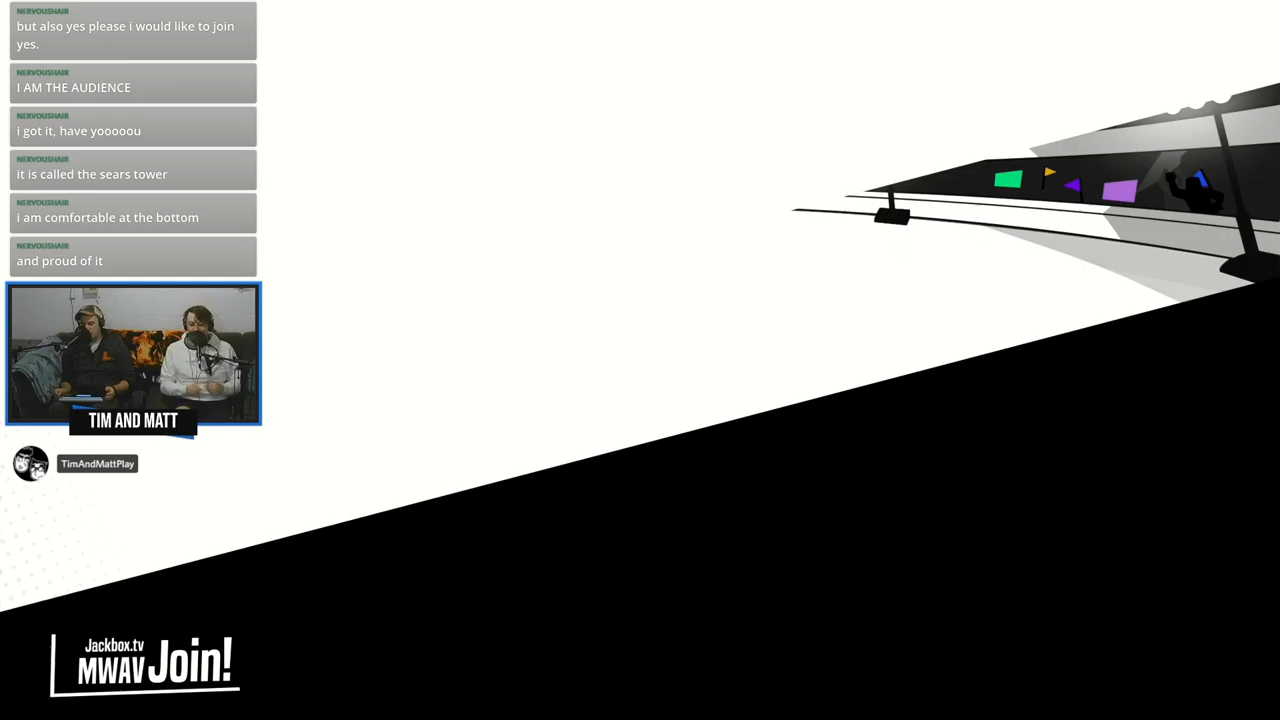 NERVOUSHAIR
but also yes please i would like to join
yes.
NERVOUSHAIR
I AM THE AUDIENCE
NERVOUSHAIR
i got it, have yooooou
NERVOUSHAIR
it is called the sears tower
NERVOUSHAIR
i am comfortable at the bottom
NERVOUSHAIR
and proud of it
TIM AND MATT
TimAndMattPlay
Jackbox.tv
MWAV Join!